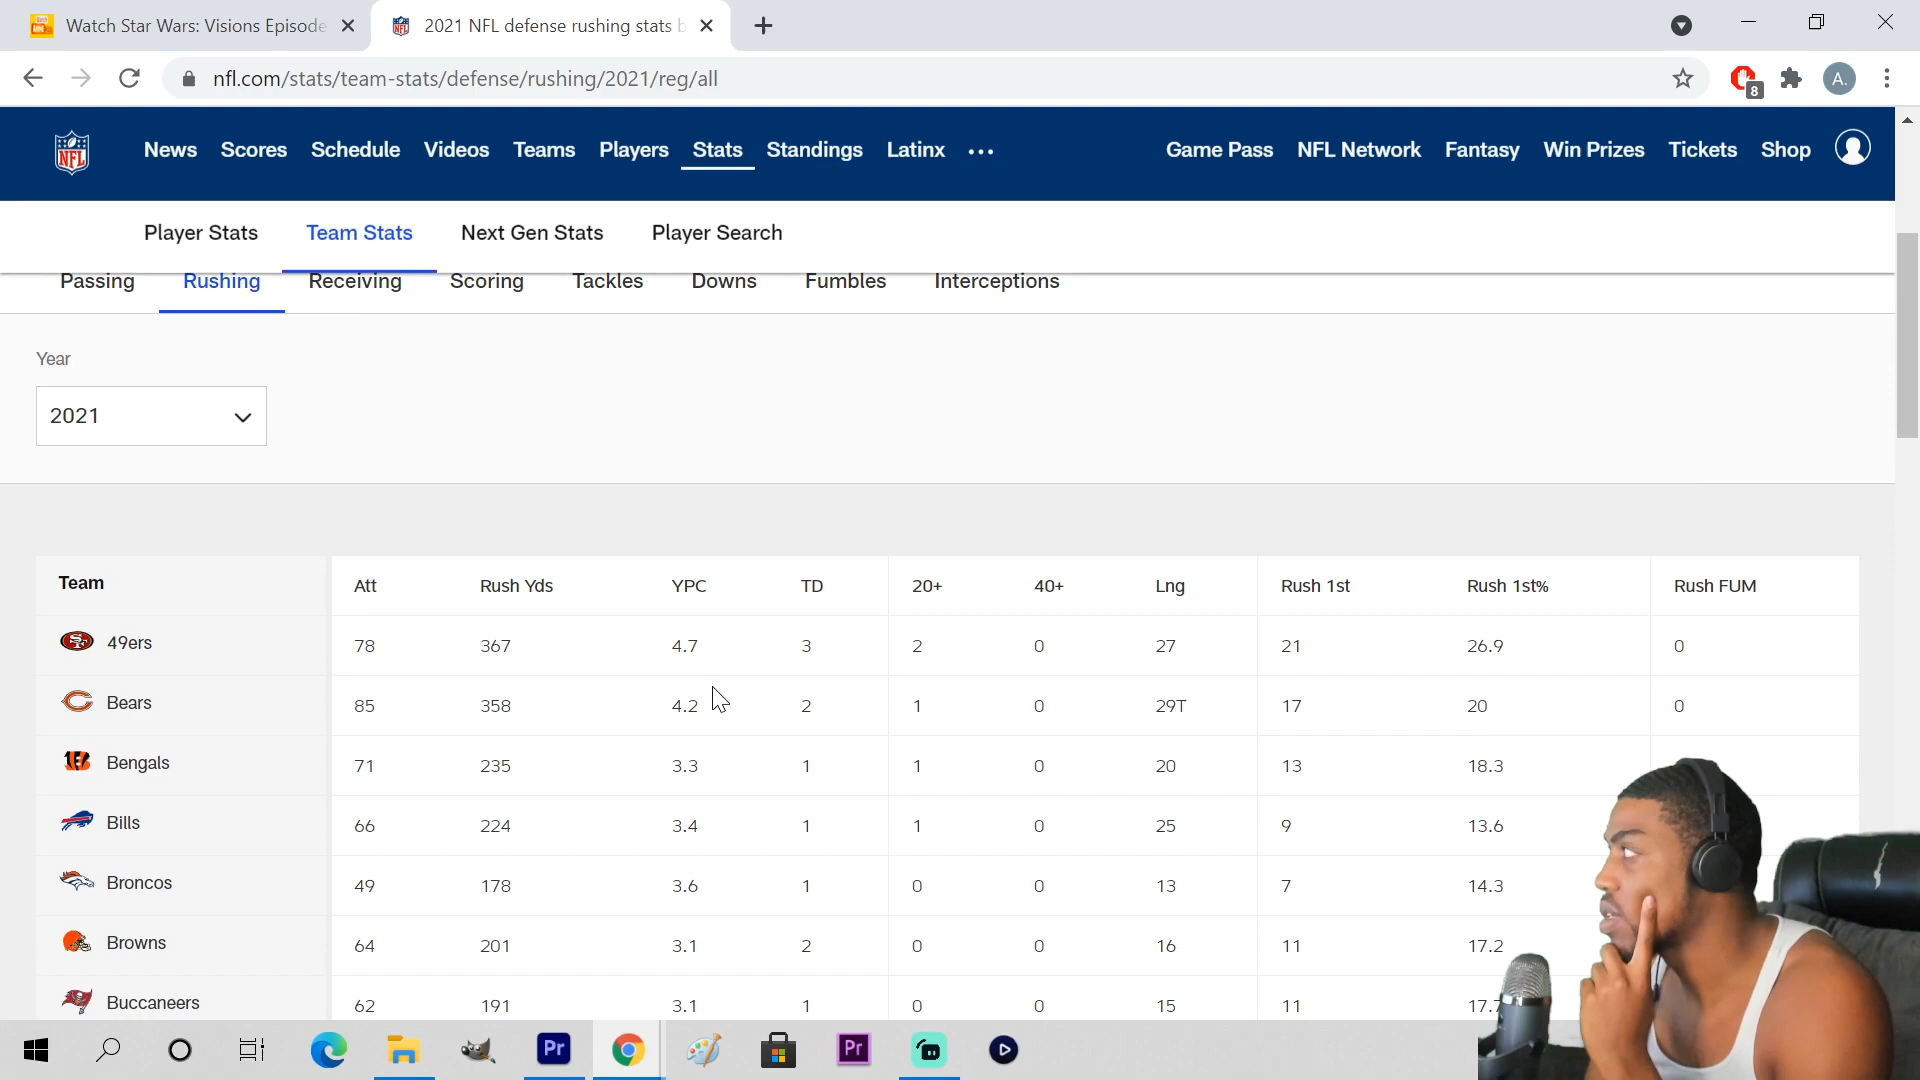 Watch Star Wars: Visions Episode
2021 NFL defense rushing stats b
nfl.com/stats/team-stats/defense/rushing/2021/reg/all
8
A.
NFL
News Scores Schedule Videos Teams Players Stats Standings Latinx ••• Game Pass NFL Network Fantasy Win Prizes Tickets Shop
Player Stats Team Stats Next Gen Stats Player Search
Passing Rushing Receiving Scoring Tackles Downs Fumbles Interceptions
Year
2021
Team Att Rush Yds YPC TD 20+ 40+ Lng Rush 1st Rush 1st% Rush FUM
49ers 78 367 4.7 3 2 0 27 21 26.9 0
Bears 85 358 4.2 2 1 0 29T 17 20 0
Bengals 71 235 3.3 1 1 0 20 13 18.3
Bills 66 224 3.4 1 1 0 25 9 13.6
Broncos 49 178 3.6 1 0 0 13 7 14.3
Browns 64 201 3.1 2 0 0 16 11 17.2
Buccaneers 62 191 3.1 1 0 0 15 11 17.7
Pr Pr